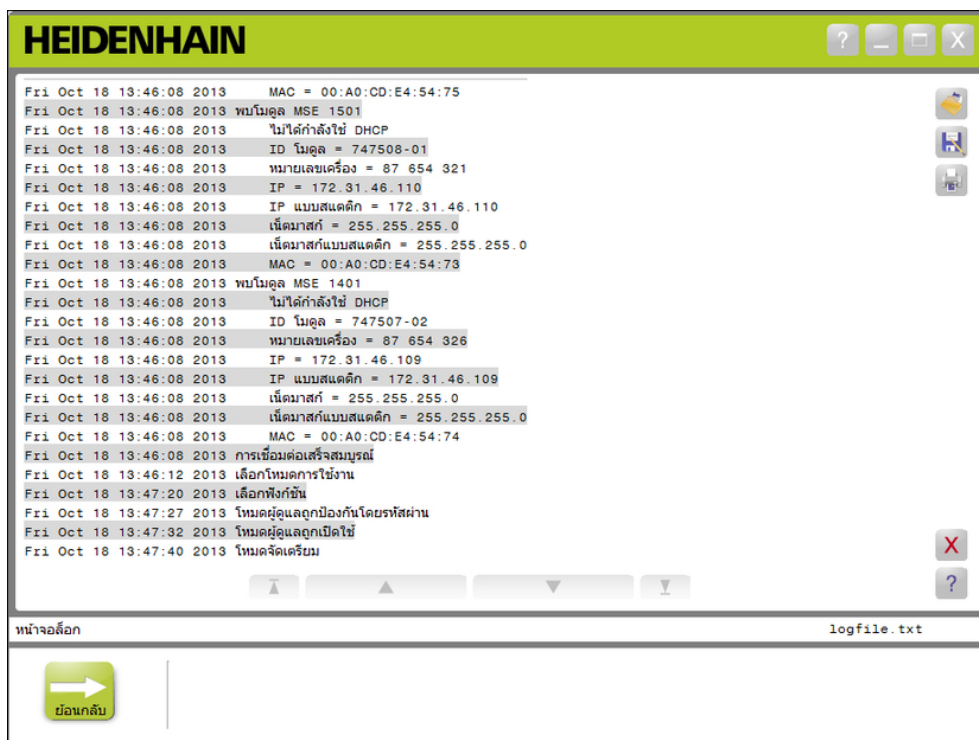 HEIDENHAIN
? _ X
Fri Oct 18 13:46:08 2013 MAC = 00:A0:CD:E4:54:75
Fri Oct 18 13:46:08 2013 พบโมดูล MSE 1501
Fri Oct 18 13:46:08 2013 ไม่ได้กำลังใช้ DHCP
Fri Oct 18 13:46:08 2013 ID โมดูล = 747508-01
Fri Oct 18 13:46:08 2013 หมายเลขเครื่อง = 87 654 321
Fri Oct 18 13:46:08 2013 IP = 172.31.46.110
Fri Oct 18 13:46:08 2013 IP แบบสแตติก = 172.31.46.110
Fri Oct 18 13:46:08 2013 เน็ตมาสก์ = 255.255.255.0
Fri Oct 18 13:46:08 2013 เน็ตมาสก์แบบสแตติก = 255.255.255.0
Fri Oct 18 13:46:08 2013 MAC = 00:A0:CD:E4:54:73
Fri Oct 18 13:46:08 2013 พบโมดูล MSE 1401
Fri Oct 18 13:46:08 2013 ไม่ได้กำลังใช้ DHCP
Fri Oct 18 13:46:08 2013 ID โมดูล = 747507-02
Fri Oct 18 13:46:08 2013 หมายเลขเครื่อง = 87 654 326
Fri Oct 18 13:46:08 2013 IP = 172.31.46.109
Fri Oct 18 13:46:08 2013 IP แบบสแตติก = 172.31.46.109
Fri Oct 18 13:46:08 2013 เน็ตมาสก์ = 255.255.255.0
Fri Oct 18 13:46:08 2013 เน็ตมาสก์แบบสแตติก = 255.255.255.0
Fri Oct 18 13:46:08 2013 MAC = 00:A0:CD:E4:54:74
Fri Oct 18 13:46:08 2013 การเชื่อมต่อเสร็จสมบูรณ์
Fri Oct 18 13:46:12 2013 เลือกโหมดการใช้งาน
Fri Oct 18 13:47:20 2013 เลือกฟังก์ชัน
Fri Oct 18 13:47:27 2013 โหมดผู้ดูแลถูกป้องกันโดยรหัสผ่าน
Fri Oct 18 13:47:32 2013 โหมดผู้ดูแลถูกเปิดใช้
Fri Oct 18 13:47:40 2013 โหมดจัดเตรียม
X
?
หน้าจอล็อก logfile.txt
ย้อนกลับ